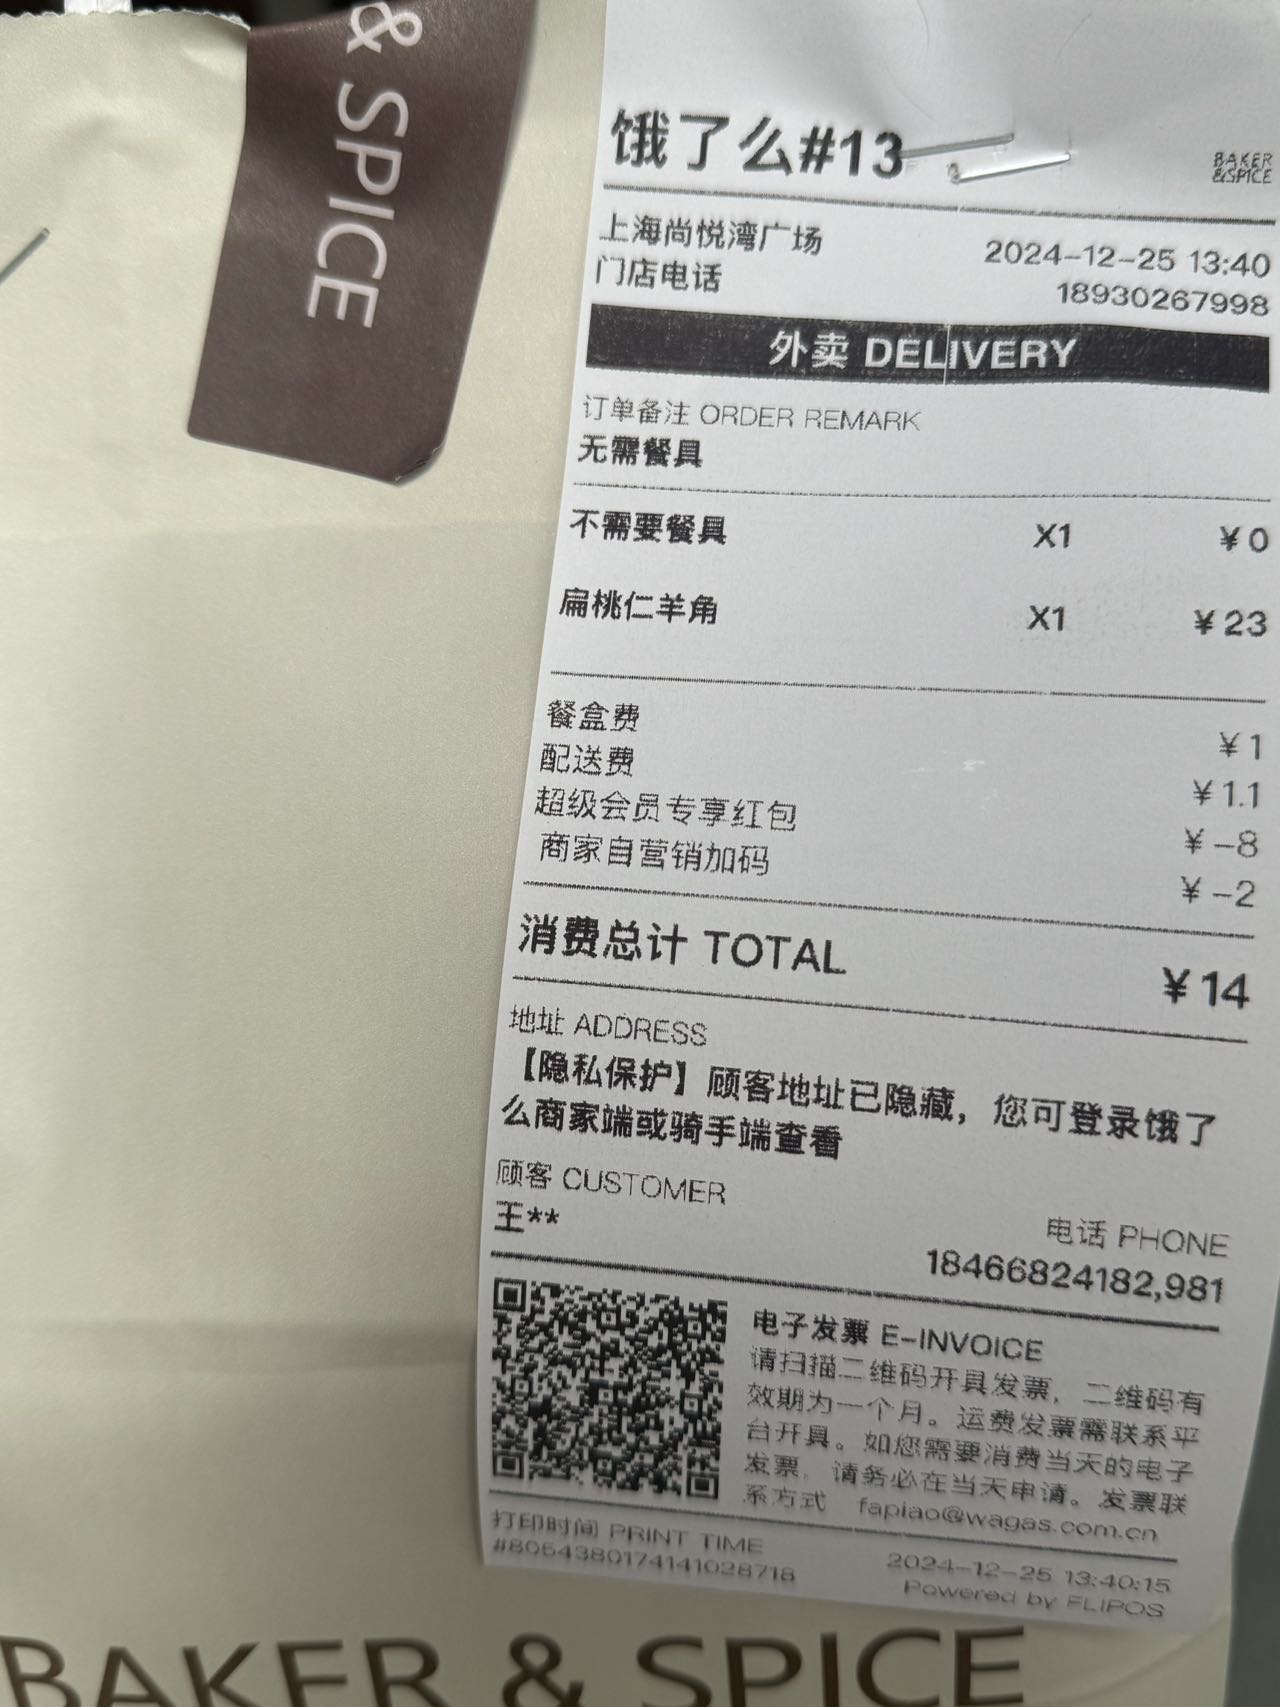 & SPICE
饿了么#13
BAKER
&SPICE
上海尚悦湾广场
2024-12-25 13:40
门店电话
18930267998
外卖 DELIVERY
订单备注 ORDER REMARK
无需餐具
不需要餐具 X1 ¥0
扁桃仁羊角 X1 ¥23
餐盒费 ¥1
配送费 ¥1.1
超级会员专享红包 ¥-8
商家自营销加码 ¥-2
消费总计 TOTAL ¥14
地址 ADDRESS
【隐私保护】顾客地址已隐藏，您可登录饿了
么商家端或骑手端查看
顾客 CUSTOMER
电话 PHONE
王**
18466824182,981
电子发票 E-INVOICE
请扫描二维码开具发票，二维码有
效期为一个月。运费发票需联系平
台开具。如您需要消费当天的电子
发票，请务必在当天申请。发票联
系方式 fapiao@wagas.com.cn
打印时间 PRINT TIME
2024-12-25 13:40:15
#8054380174141028718
Powered by FLIPOS
BAKER & SPICE